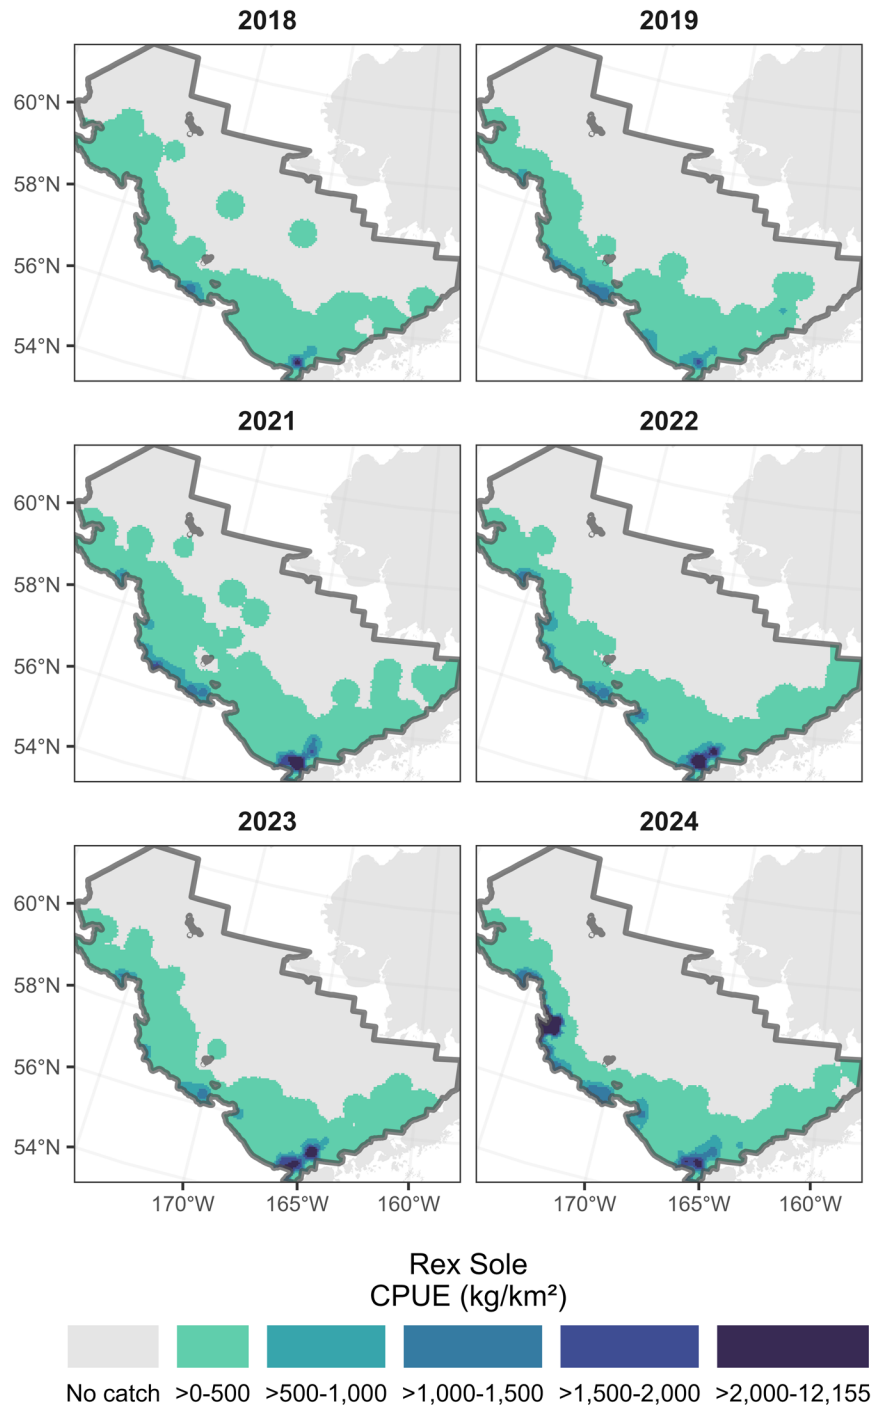 2018 2019
60°N
58°N
56°N
54°N
2021 2022
60°N
58°N
56°N
54°N
2023 2024
60°N
58°N
56°N
54°N
170°W 165°W 160°W 170°W 165°W 160°W
Rex Sole
CPUE (kg/km²)
No catch >0-500 >500-1,000 >1,000-1,500 >1,500-2,000 >2,000-12,155